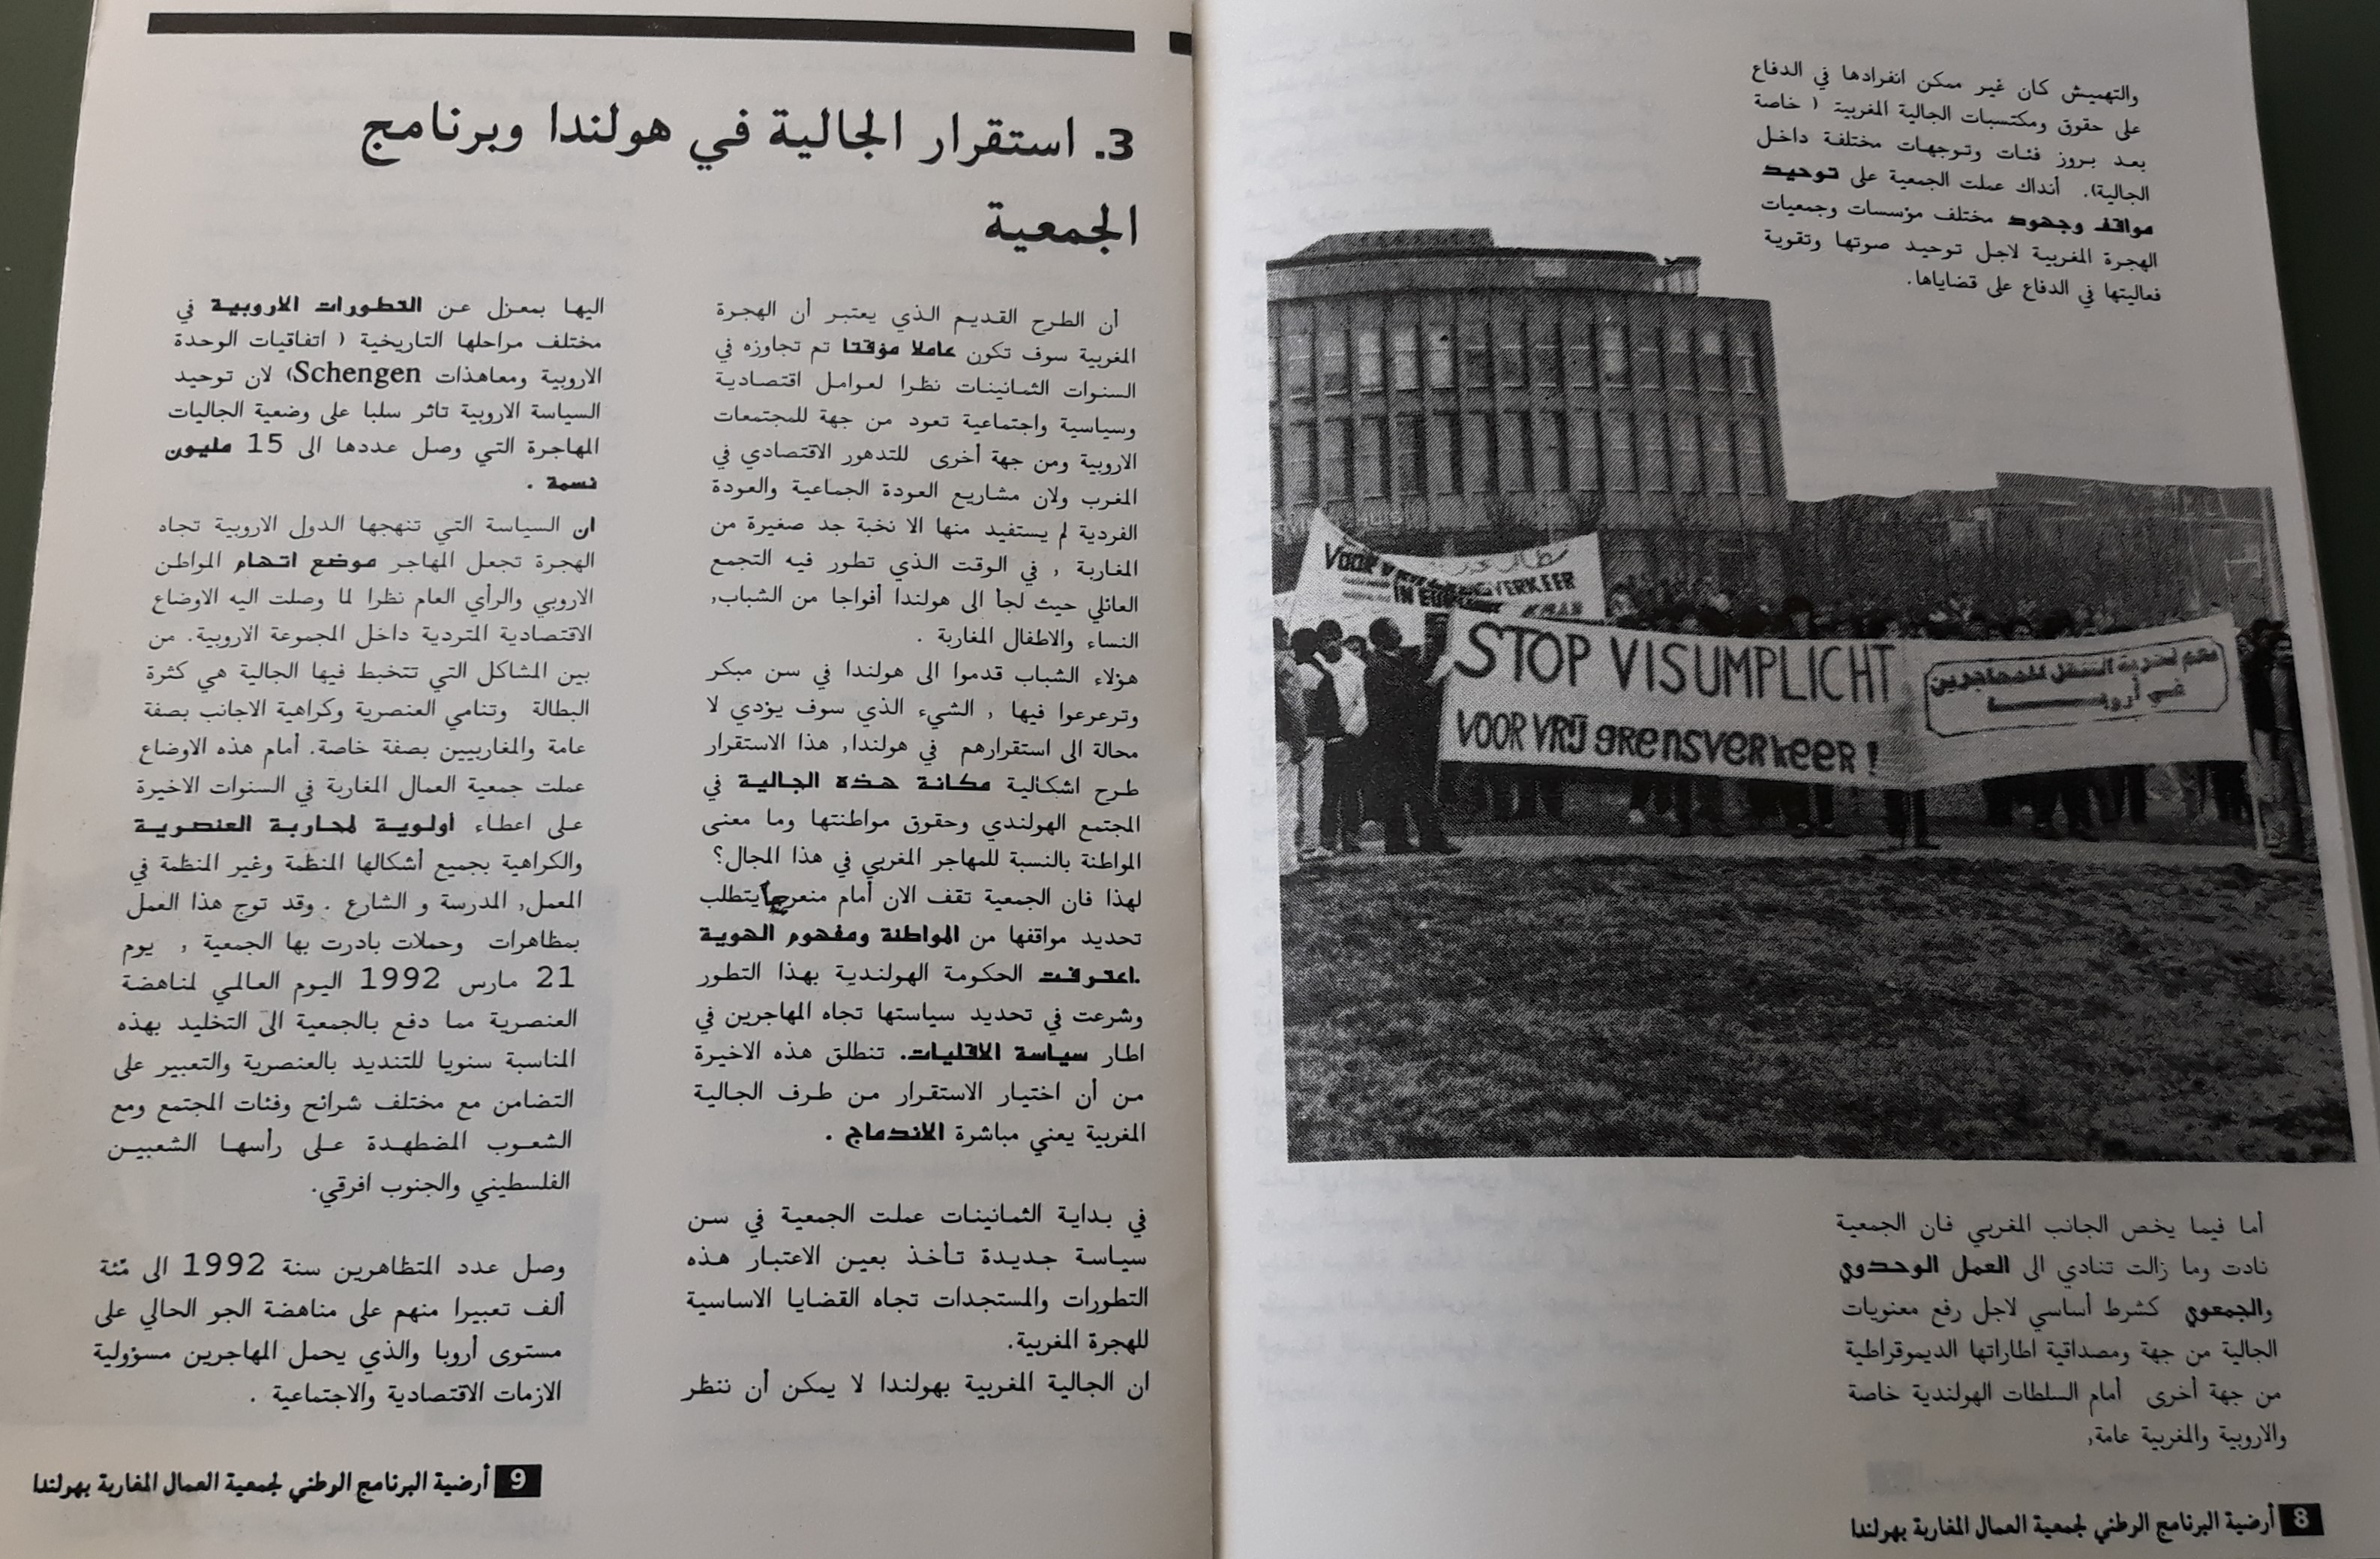 والتهميش كان غير ممكن انفرادها في الدفاع
على حقوق ومكتسبات الجالية المغربية ( خاصة
بعد بروز فئات وتوجهات مختلفة داخل
الجالية). أنداك عملت الجمعية على توحيد
مواقف وجهود مختلف مؤسسات وجمعيات
الهجرة المغربية لاجل توحيد صوتها وتقوية
فعاليتها في الدفاع على قضاياها.
VOOR VRIJ GRENSVERKEER
IN EUROPA
STOP VISUMPLICHT
VOOR VRIJ GRENSVERKEER !
نعم لحرية التنقل للمهاجرين
في أروبــا
أما فيما يخص الجانب المغربي فان الجمعية
نادت وما زالت تنادي الى العمل الوحدوي
والجمعوي كشرط أساسي لاجل رفع معنويات
الجالية من جهة ومصداقية اطاراتها الديموقراطية
من جهة أخرى أمام السلطات الهولندية خاصة
والاروبية والمغربية عامة,
8 أرضية البرنامج الوطني لجمعية العمال المغاربة بهولندا
3. استقرار الجالية في هولندا وبرنامج
الجمعية
أن الطرح القديم الذي يعتبر أن الهجرة
المغربية سوف تكون عاملا مؤقتا تم تجاوزه في
السنوات الثمانينات نظرا لعوامل اقتصادية
وسياسية واجتماعية تعود من جهة للمجتمعات
الاروبية ومن جهة أخرى للتدهور الاقتصادي في
المغرب ولان مشاريع العودة الجماعية والعودة
الفردية لم يستفيد منها الا نخبة جد صغيرة من
المغاربة , في الوقت الذي تطور فيه التجمع
العائلي حيث لجأ الى هولندا أفواجا من الشباب,
النساء والاطفال المغاربة .
هؤلاء الشباب قدموا الى هولندا في سن مبكر
وترعرعوا فيها , الشيء الذي سوف يؤدي لا
محالة الى استقرارهم في هولندا, هذا الاستقرار
طرح اشكالية مكانة هذه الجالية في
المجتمع الهولندي وحقوق مواطنتها وما معنى
المواطنة بالنسبة للمهاجر المغربي في هذا المجال؟
لهذا فان الجمعية تقف الان أمام منعرجا يتطلب
تحديد مواقفها من المواطنة ومفهوم الهوية
.اعترفت الحكومة الهولندية بهذا التطور
وشرعت في تحديد سياستها تجاه المهاجرين في
اطار سياسة الاقليات. تنطلق هذه الاخيرة
من أن اختيار الاستقرار من طرف الجالية
المغربية يعني مباشرة الاندماج .
في بداية الثمانينات عملت الجمعية في سن
سياسة جديدة تأخذ بعين الاعتبار هذه
التطورات والمستجدات تجاه القضايا الاساسية
للهجرة المغربية.
ان الجالية المغربية بهولندا لا يمكن أن ننظر
اليها بمعزل عن التطورات الاروبية في
مختلف مراحلها التاريخية ( اتفاقيات الوحدة
الاروبية ومعاهذات Schengen) لان توحيد
السياسة الاروبية تاثر سلبا على وضعية الجاليات
المهاجرة التي وصل عددها الى 15 مليون
نسمة .
ان السياسة التي تنهجها الدول الاروبية تجاه
الهجرة تجعل المهاجر موضع اتهام المواطن
الاروبي والرأي العام نظرا لما وصلت اليه الاوضاع
الاقتصادية المتردية داخل المجموعة الاروبية. من
بين المشاكل التي تتخبط فيها الجالية هي كثرة
البطالة وتنامي العنصرية وكراهية الاجانب بصفة
عامة والمغاربيين بصفة خاصة. أمام هذه الاوضاع
عملت جمعية العمال المغاربة في السنوات الاخيرة
على اعطاء أولوية لمحاربة العنصرية
والكراهية بجميع أشكالها المنظمة وغير المنظمة في
المعمل, المدرسة و الشارع . وقد توج هذا العمل
بمظاهرات وحملات بادرت بها الجمعية , يوم
21 مارس 1992 اليوم العالمي لمناهضة
العنصرية مما دفع بالجمعية الى التخليد بهذه
المناسبة سنويا للتنديد بالعنصرية والتعبير على
التضامن مع مختلف شرائح وفئات المجتمع ومع
الشعوب المضطهدة على رأسها الشعبين
الفلسطيني والجنوب افرقي.
وصل عدد المتظاهرين سنة 1992 الى مئة
ألف تعبيرا منهم على مناهضة الجو الحالي على
مستوى أروبا والذي يحمل المهاجرين مسؤولية
الازمات الاقتصادية والاجتماعية .
9 أرضية البرنامج الوطني لجمعية العمال المغاربة بهولندا